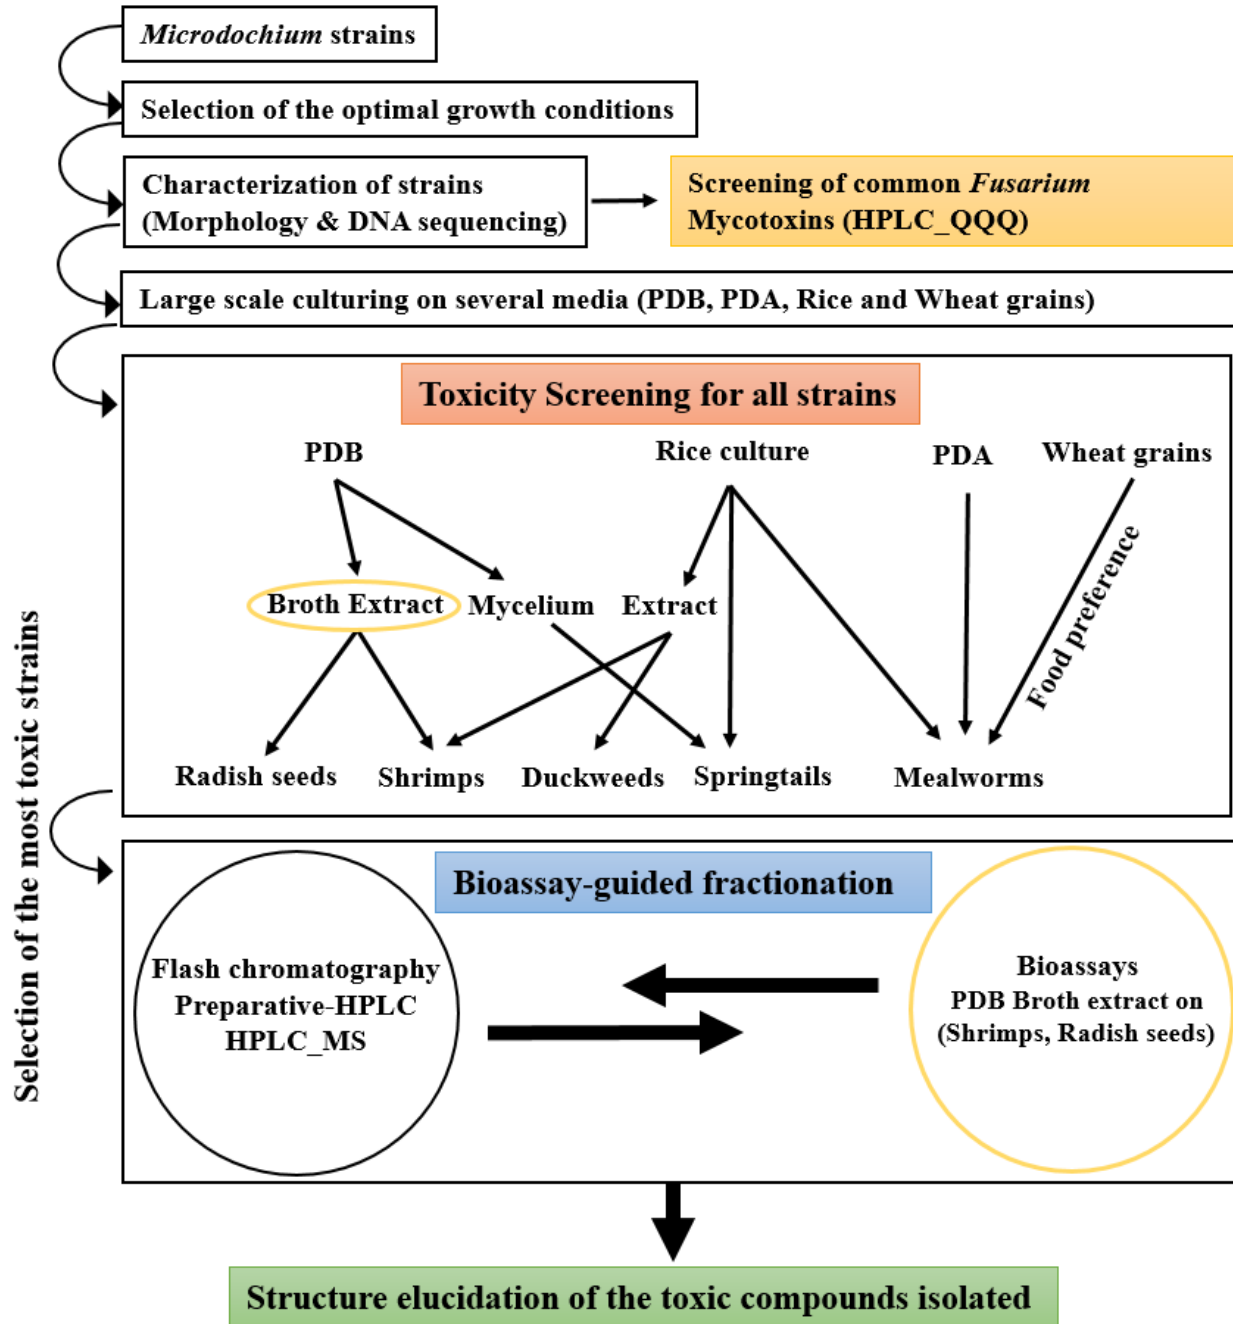 Microdochium strains
Selection of the optimal growth conditions
Characterization of strains
(Morphology & DNA sequencing)
Screening of common Fusarium
Mycotoxins (HPLC_QQQ)
Large scale culturing on several media (PDB, PDA, Rice and Wheat grains)
Toxicity Screening for all strains
PDB
Rice culture
PDA
Wheat grains
Food preference
Broth Extract
Mycelium
Extract
Radish seeds
Shrimps
Duckweeds
Springtails
Mealworms
Selection of the most toxic strains
Bioassay-guided fractionation
Flash chromatography
Preparative-HPLC
HPLC_MS
Bioassays
PDB Broth extract on
(Shrimps, Radish seeds)
Structure elucidation of the toxic compounds isolated